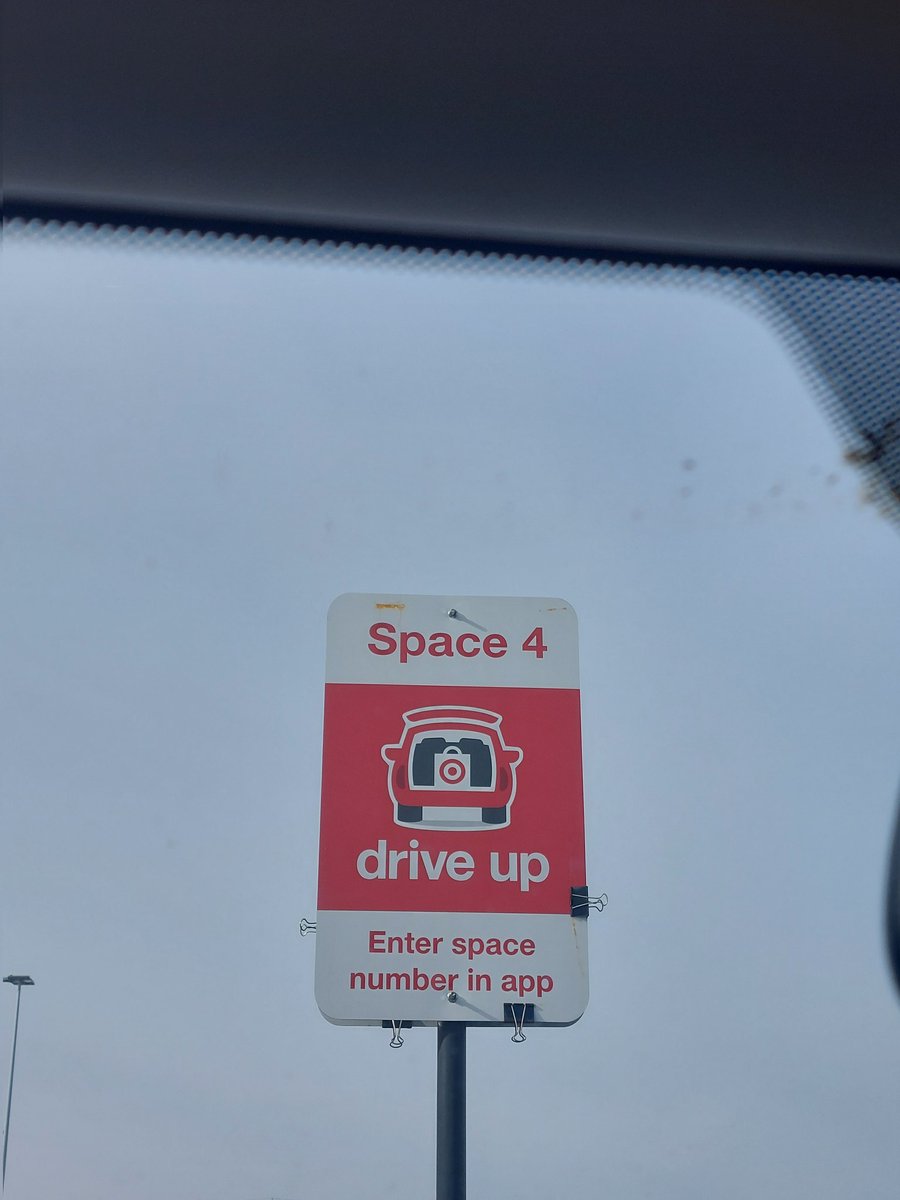 Space 4
drive up
Enter space
number in app